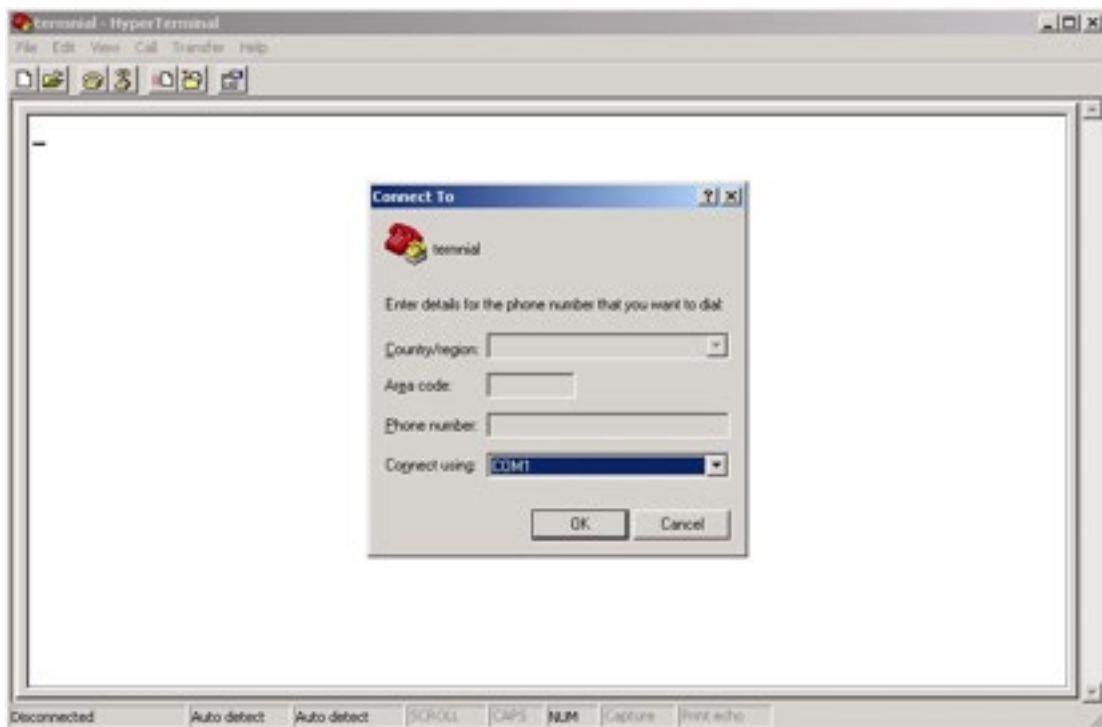 termnial - HyperTerminal
File Edit View Call Transfer Help
Connect To
termnial
Enter details for the phone number that you want to dial:
Country/region:
Area code:
Phone number:
Connect using: COM1
OK Cancel
Disconnected Auto detect Auto detect SCROLL CAPS NUM Capture Print echo